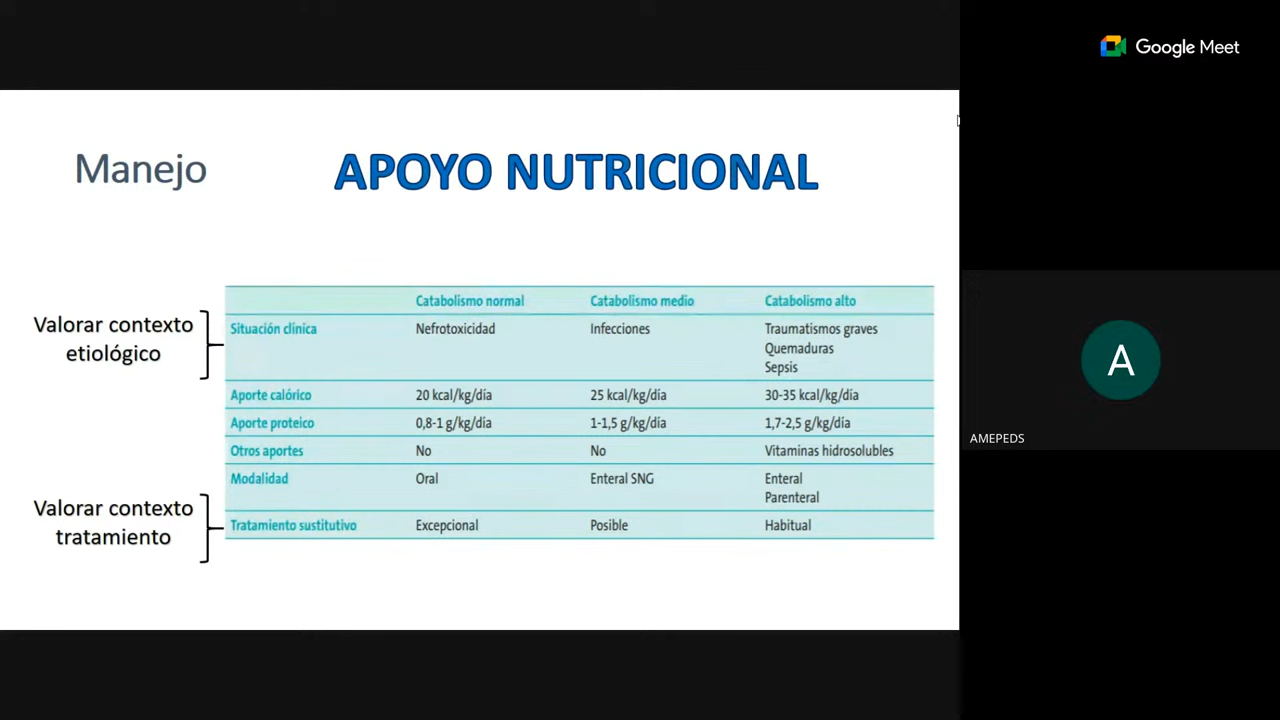 Google Meet
Manejo
APOYO NUTRICIONAL
Valorar contexto
etiológico
Catabolismo normal Catabolismo medio Catabolismo alto
Situación clínica Nefrotoxicidad Infecciones Traumatismos graves
Quemaduras
Sepsis
Aporte calórico 20 kcal/kg/día 25 kcal/kg/día 30-35 kcal/kg/día
Aporte proteico 0,8-1 g/kg/día 1-1,5 g/kg/día 1,7-2,5 g/kg/día
Otros aportes No No Vitaminas hidrosolubles
Modalidad Oral Enteral SNG Enteral
Parenteral
Valorar contexto
tratamiento
Tratamiento sustitutivo Excepcional Posible Habitual
A
AMEPEDS